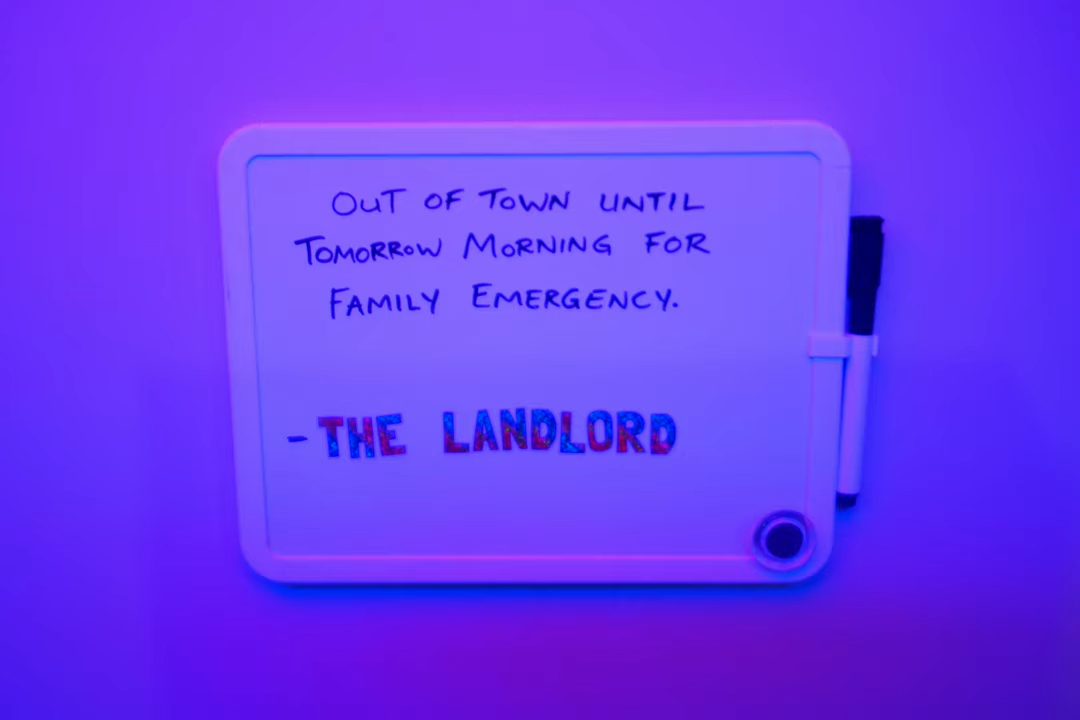 OUT OF TOWN UNTIL
TOMORROW MORNING FOR
FAMILY EMERGENCY.
- THE LANDLORD